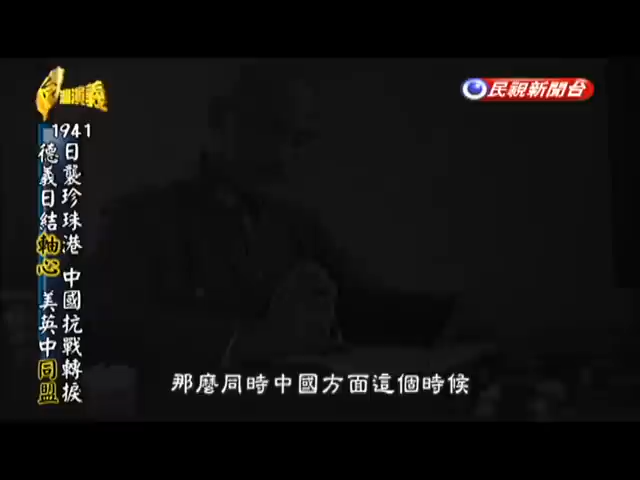 台灣演義
民視新聞台
1941
日襲珍珠港 中國抗戰轉捩
德義日結軸心 美英中同盟
那麼同時中國方面這個時候